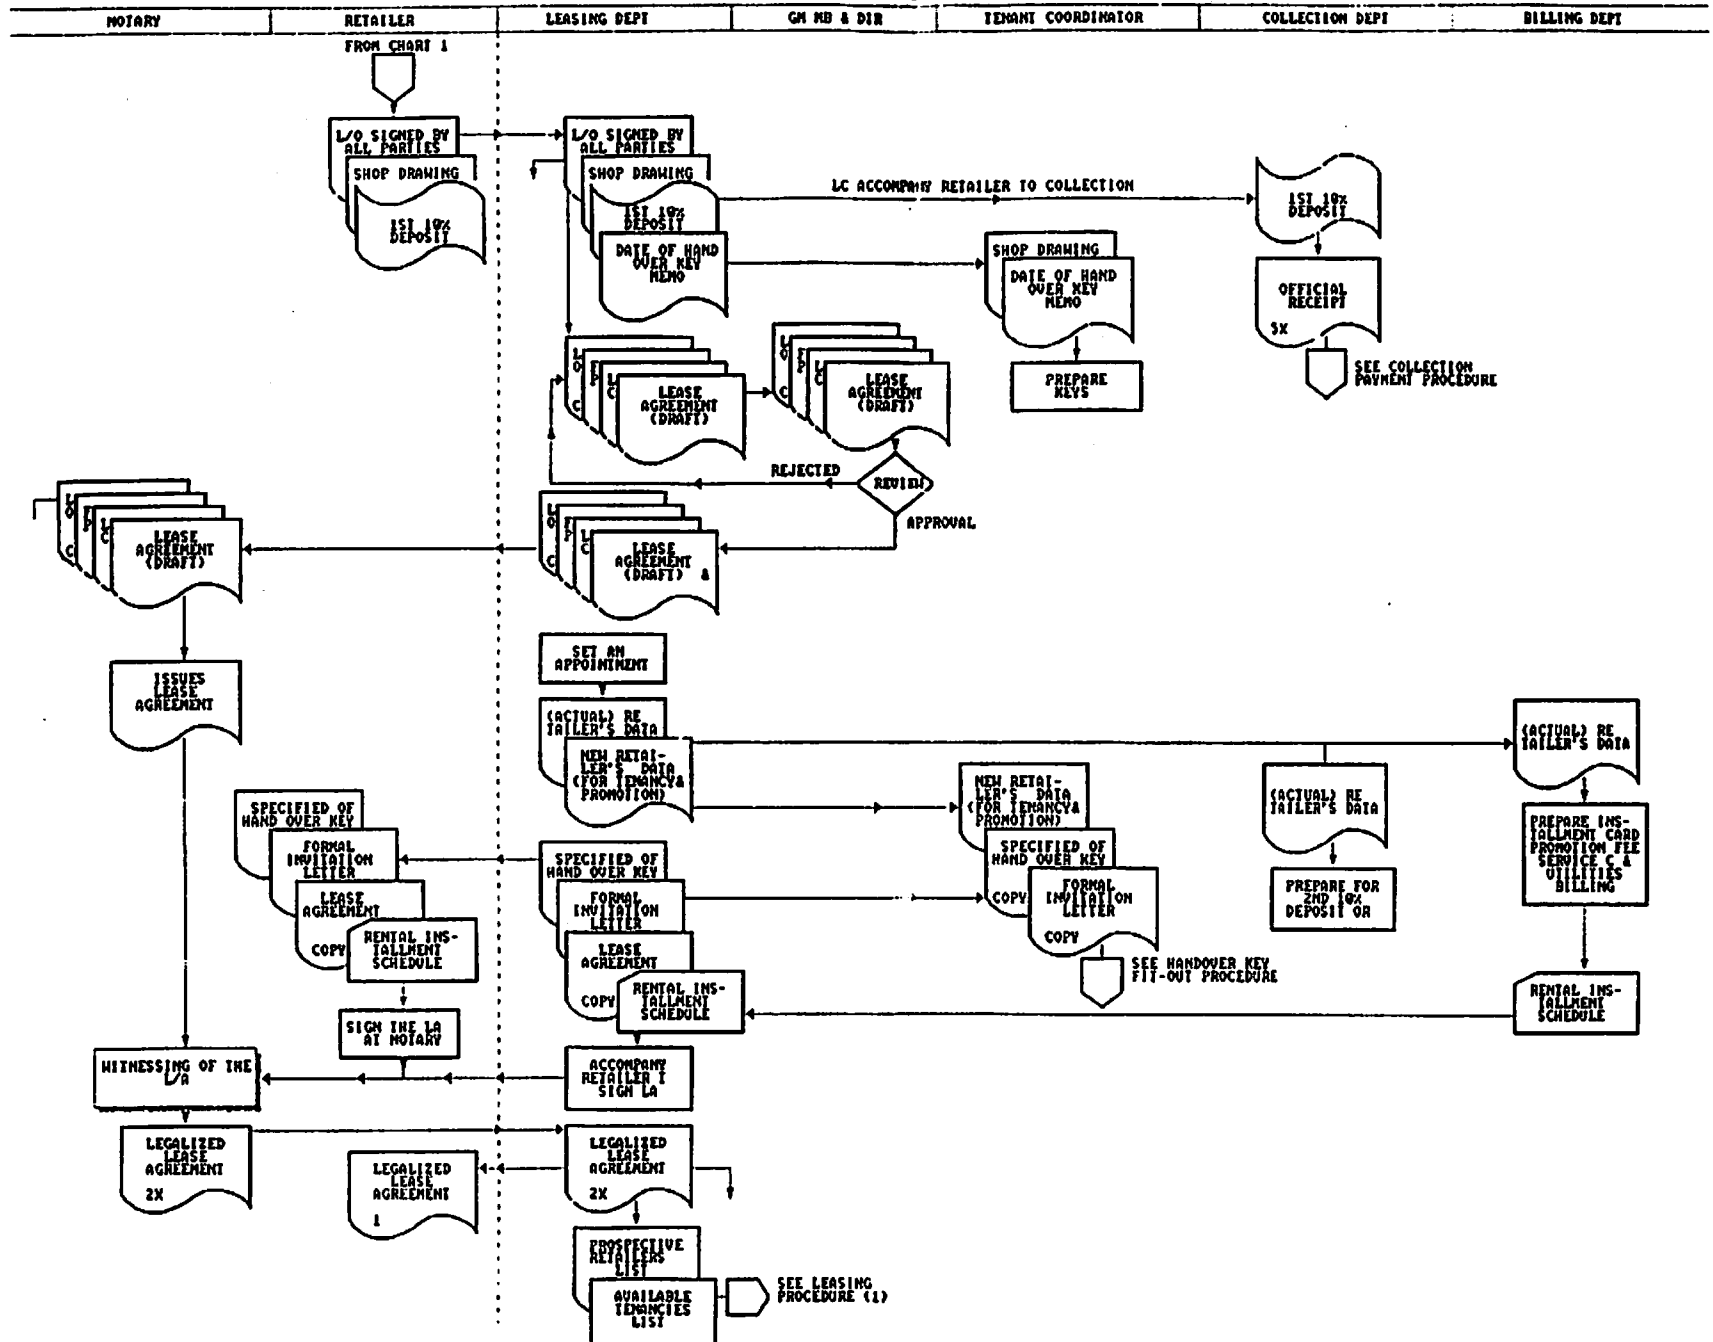 NOTARY
RETAILER
LEASING DEPT
GM MB & DIR
TENANT COORDINATOR
COLLECTION DEPT
BILLING DEPT
FROM CHART 1
L/O SIGNED BY
ALL PARTIES
SHOP DRAWING
1ST 10%
DEPOSIT
L/O SIGNED BY
ALL PARTIES
SHOP DRAWING
1ST 10%
DEPOSIT
DATE OF HAND
OVER KEY
MEMO
LC ACCOMPANY RETAILER TO COLLECTION
1ST 10%
DEPOSIT
SHOP DRAWING
DATE OF HAND
OVER KEY
MEMO
OFFICIAL
RECEIPT
3X
PREPARE
KEYS
SEE COLLECTION
PAYMENT PROCEDURE
L
O
C
F
P
L
C
LEASE
AGREEMENT
(DRAFT)
L
O
C
F
P
L
C
LEASE
AGREEMENT
(DRAFT)
REJECTED
REVIEW
APPROVAL
L
O
C
F
P
L
C
LEASE
AGREEMENT
(DRAFT)
L
O
C
F
P
L
C
LEASE
AGREEMENT
(DRAFT) &
ISSUES
LEASE
AGREEMENT
SET AN
APPOINTMENT
(ACTUAL) RE
TAILER'S DATA
NEW RETAI-
LER'S DATA
(FOR TENANCY&
PROMOTION)
NEW RETAI-
LER'S DATA
(FOR TENANCY&
PROMOTION)
(ACTUAL) RE
TAILER'S DATA
(ACTUAL) RE
TAILER'S DATA
SPECIFIED OF
HAND OVER KEY
FORMAL
INVITATION
LETTER
LEASE
AGREEMENT
COPY
RENTAL INS-
TALLMENT
SCHEDULE
SPECIFIED OF
HAND OVER KEY
FORMAL
INVITATION
LETTER
LEASE
AGREEMENT
COPY
RENTAL INS-
TALLMENT
SCHEDULE
SPECIFIED OF
HAND OVER KEY
COPY
FORMAL
INVITATION
LETTER
COPY
PREPARE FOR
2ND 10%
DEPOSIT OR
PREPARE INS-
TALLMENT CARD
PROMOTION FEE
SERVICE C &
UTILITIES
BILLING
SEE HANDOVER KEY
FIT-OUT PROCEDURE
RENTAL INS-
TALLMENT
SCHEDULE
SIGN THE LA
AT NOTARY
WITNESSING OF THE
L/A
ACCOMPANY
RETAILER T
SIGN LA
LEGALIZED
LEASE
AGREEMENT
2X
LEGALIZED
LEASE
AGREEMENT
1
LEGALIZED
LEASE
AGREEMENT
2X
PROSPECTIVE
RETAILERS
LIST
AVAILABLE
TENANCIES
LIST
SEE LEASING
PROCEDURE (1)